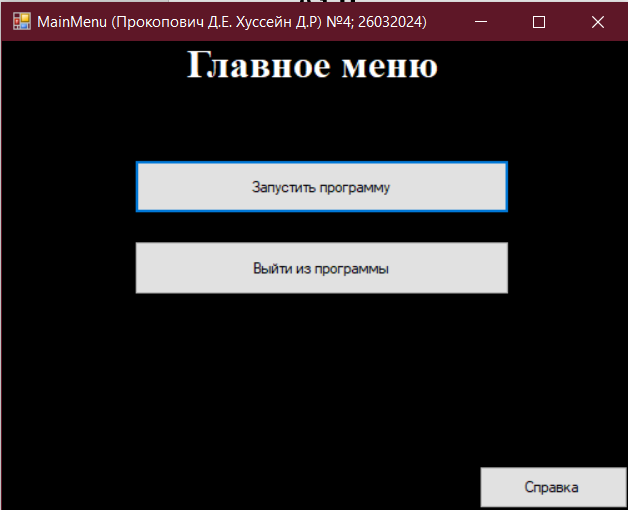 MainMenu (Прокопович Д.Е. Хуссейн Д.Р) №4; 26032024)
Главное меню
Запустить программу
Выйти из программы
Справка